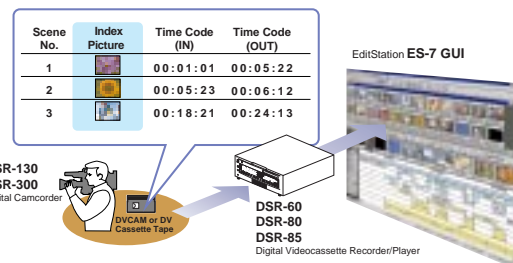 Scene No. Index Picture Time Code (IN) Time Code (OUT)
1 00:01:01 00:05:22
2 00:05:23 00:06:12
3 00:18:21 00:24:13
EditStation ES-7 GUI
SR-130
SR-300
ital Camcorder
DVCAM or DV
Cassette Tape
DSR-60
DSR-80
DSR-85
Digital Videocassette Recorder/Player